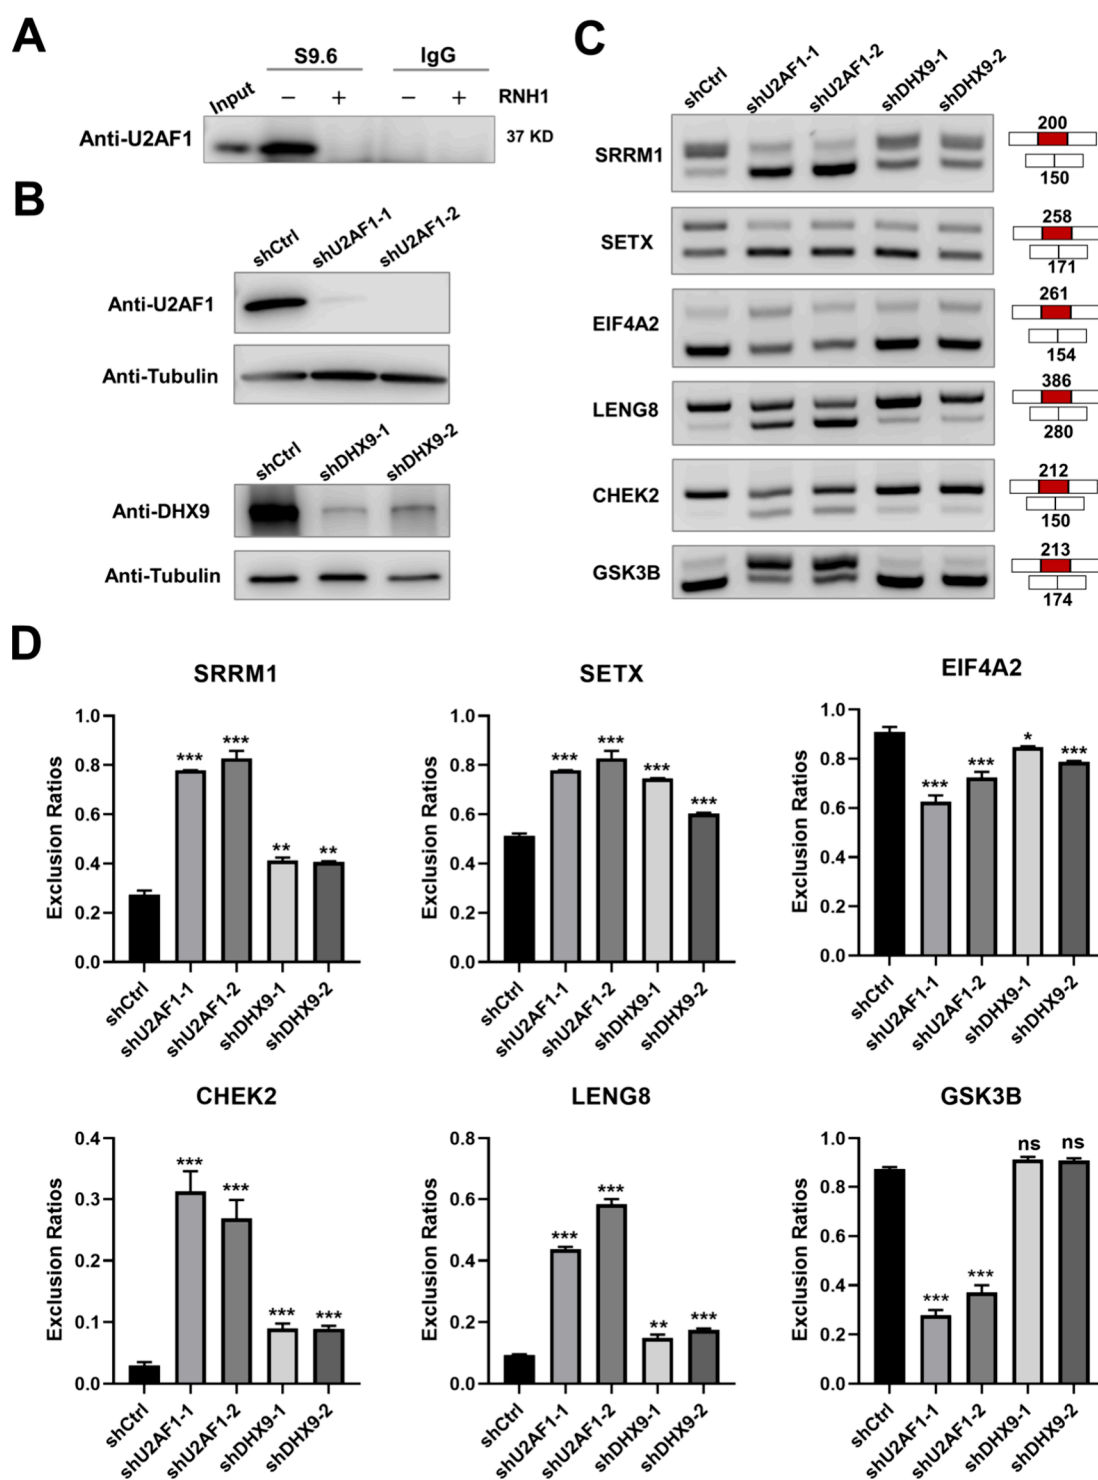 A
S9.6 IgG
Input − + − + RNH1
Anti-U2AF1 37 KD
B
shCtrl shU2AF1-1 shU2AF1-2
Anti-U2AF1
Anti-Tubulin
shCtrl shDHX9-1 shDHX9-2
Anti-DHX9
Anti-Tubulin
C
shCtrl shU2AF1-1 shU2AF1-2 shDHX9-1 shDHX9-2
SRRM1 200
150
SETX 258
171
EIF4A2 261
154
LENG8 386
280
CHEK2 212
150
GSK3B 213
174
D
SRRM1
Exclusion Ratios
1.0
0.8
0.6
0.4
0.2
0.0
*** *** ** **
shCtrl shU2AF1-1 shU2AF1-2 shDHX9-1 shDHX9-2
SETX
Exclusion Ratios
1.0
0.8
0.6
0.4
0.2
0.0
*** *** *** ***
shCtrl shU2AF1-1 shU2AF1-2 shDHX9-1 shDHX9-2
EIF4A2
Exclusion Ratios
1.0
0.8
0.6
0.4
0.2
0.0
*** *** * ***
shCtrl shU2AF1-1 shU2AF1-2 shDHX9-1 shDHX9-2
CHEK2
Exclusion Ratios
0.4
0.3
0.2
0.1
0.0
*** *** *** ***
shCtrl shU2AF1-1 shU2AF1-2 shDHX9-1 shDHX9-2
LENG8
Exclusion Ratios
0.8
0.6
0.4
0.2
0.0
*** *** ** ***
shCtrl shU2AF1-1 shU2AF1-2 shDHX9-1 shDHX9-2
GSK3B
Exclusion Ratios
1.0
0.8
0.6
0.4
0.2
0.0
*** *** ns ns
shCtrl shU2AF1-1 shU2AF1-2 shDHX9-1 shDHX9-2